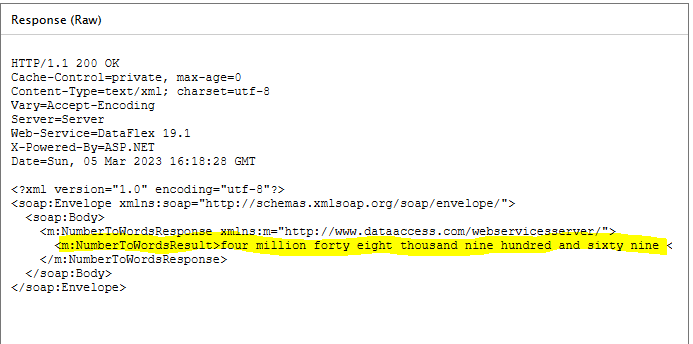 Response (Raw)
HTTP/1.1 200 OK
Cache-Control=private, max-age=0
Content-Type=text/xml; charset=utf-8
Vary=Accept-Encoding
Server=Server
Web-Service=DataFlex 19.1
X-Powered-By=ASP.NET
Date=Sun, 05 Mar 2023 16:18:28 GMT
<?xml version="1.0" encoding="utf-8"?>
<soap:Envelope xmlns:soap="http://schemas.xmlsoap.org/soap/envelope/">
<soap:Body>
<m:NumberToWordsResponse xmlns:m="http://www.dataaccess.com/webservicesserver/">
<m:NumberToWordsResult>four million forty eight thousand nine hundred and sixty nine <
</m:NumberToWordsResponse>
</soap:Body>
</soap:Envelope>